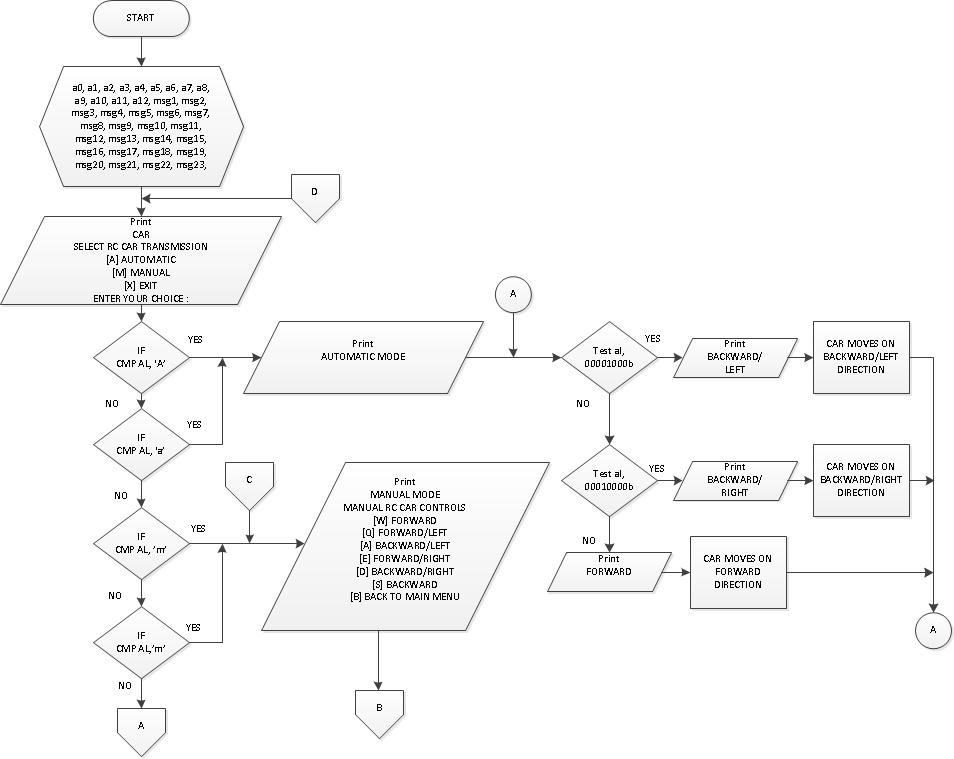 START
a0, a1, a2, a3, a4, a5, a6, a7, a8,
a9, a10, a11, a12, msg1, msg2,
msg3, msg4, msg5, msg6, msg7,
msg8, msg9, msg10, msg11,
msg12, msg13, msg14, msg15,
msg16, msg17, msg18, msg19,
msg20, msg21, msg22, msg23,
D
Print
CAR
SELECT RC CAR TRANSMISSION
[A] AUTOMATIC
[M] MANUAL
[X] EXIT
ENTER YOUR CHOICE :
IF
CMP AL, 'A'
YES
NO
IF
CMP AL, 'a'
YES
NO
IF
CMP AL, 'm'
YES
NO
IF
CMP AL,'m'
YES
NO
A
Print
AUTOMATIC MODE
C
Print
MANUAL MODE
MANUAL RC CAR CONTROLS
[W] FORWARD
[Q] FORWARD/LEFT
[A] BACKWARD/LEFT
[E] FORWARD/RIGHT
[D] BACKWARD/RIGHT
[S] BACKWARD
[B] BACK TO MAIN MENU
B
A
Test al,
00001000b
YES
NO
Print
BACKWARD/
LEFT
CAR MOVES ON
BACKWARD/LEFT
DIRECTION
Test al,
00010000b
YES
NO
Print
BACKWARD/
RIGHT
CAR MOVES ON
BACKWARD/RIGHT
DIRECTION
Print
FORWARD
CAR MOVES ON
FORWARD
DIRECTION
A